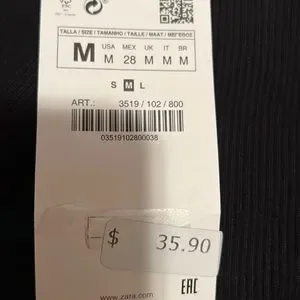 TALLA / SIZE / TAMANHO / TAILLE / MAAT / ΜΕΓΕΘΟΣ
M USA MEX UK IT BR
M 28 M M M
S M L
ART.: 3519 / 102 / 800
03519102800038
$ 35.90
EAC
www.zara.com